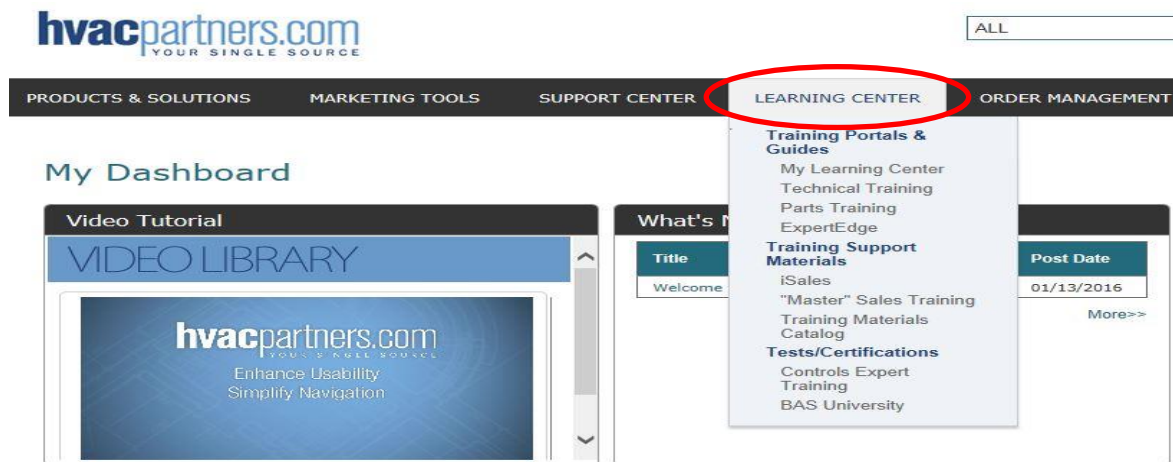 hvacpartners.com
YOUR SINGLE SOURCE
ALL
PRODUCTS & SOLUTIONS MARKETING TOOLS SUPPORT CENTER LEARNING CENTER ORDER MANAGEMENT
Training Portals &
Guides
My Learning Center
Technical Training
Parts Training
ExpertEdge
Training Support
Materials
iSales
"Master" Sales Training
Training Materials
Catalog
Tests/Certifications
Controls Expert
Training
BAS University
My Dashboard
Video Tutorial
VIDEO LIBRARY
hvacpartners.com
YOUR SINGLE SOURCE
Enhance Usability
Simplify Navigation
What's
Title Post Date
Welcome 01/13/2016
More>>